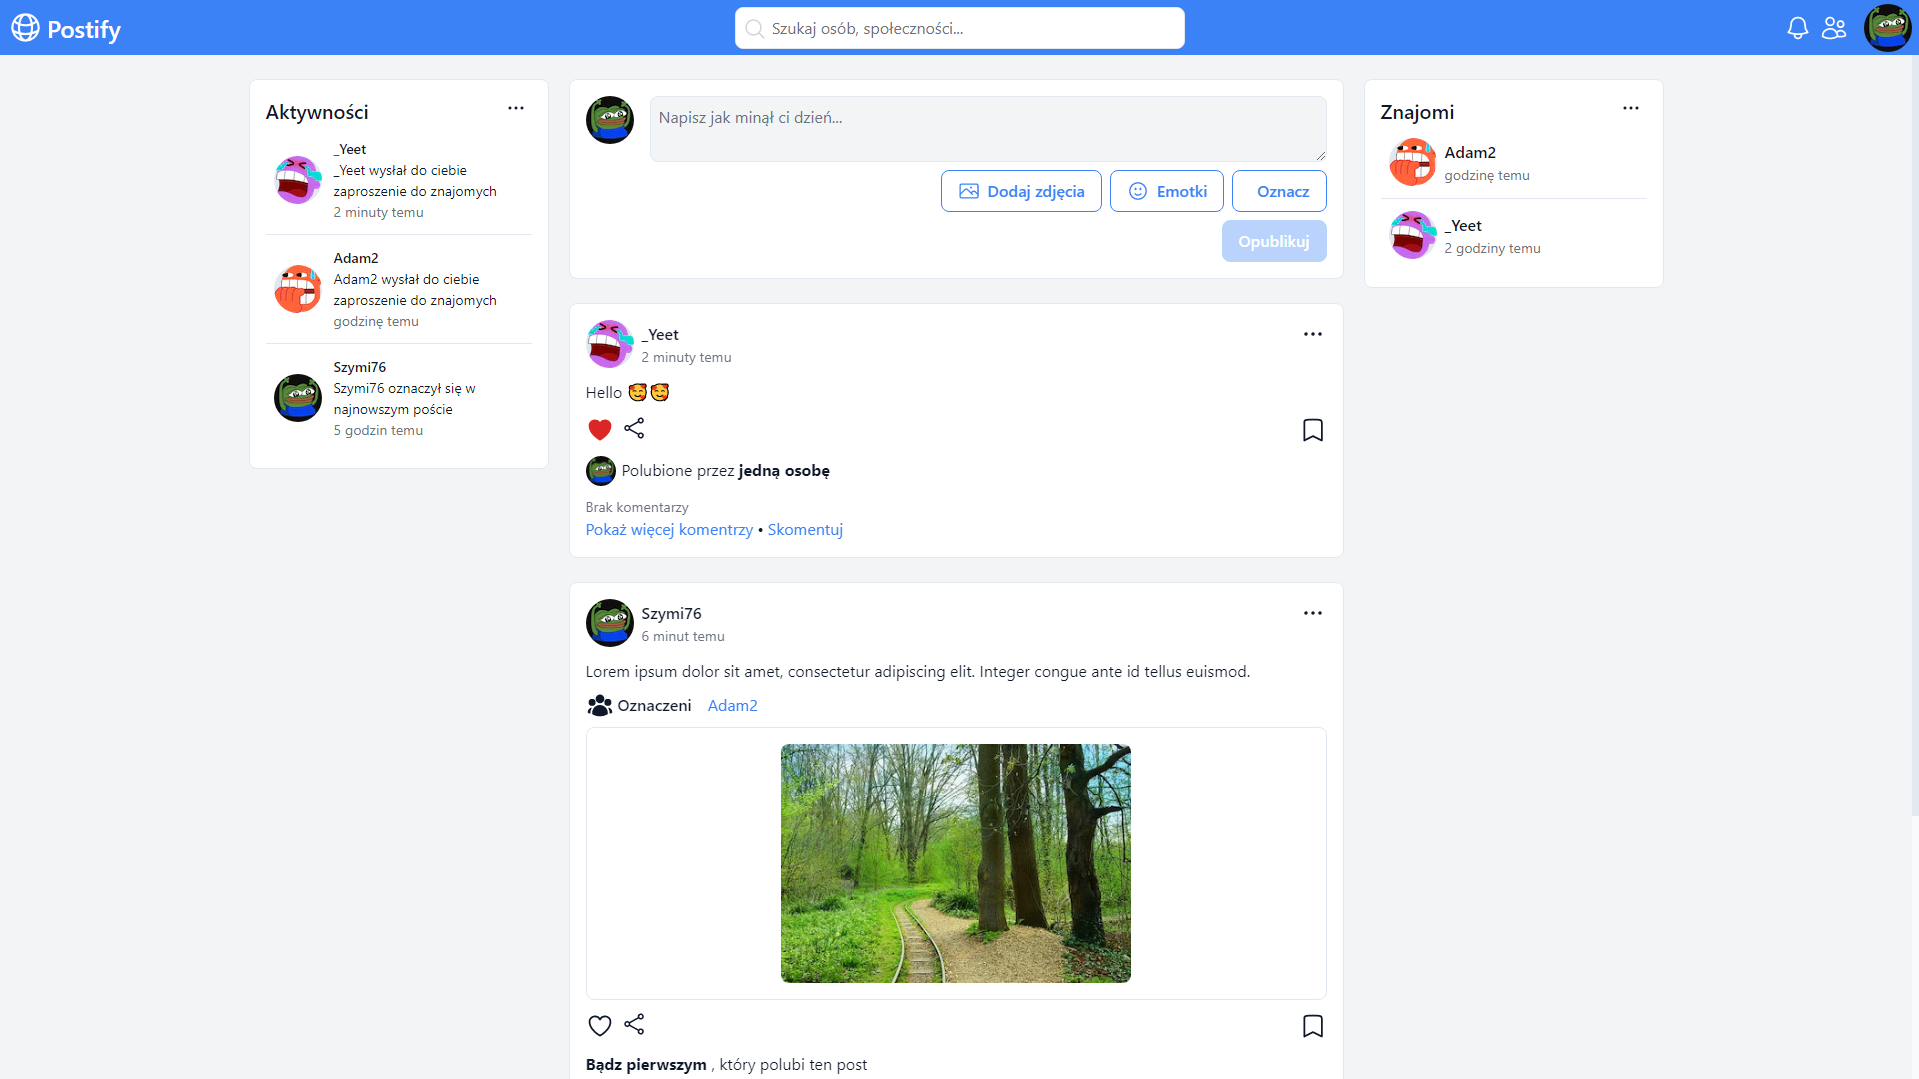 Postify
Szukaj osób, społeczności...
Aktywności
_Yeet
_Yeet wysłał do ciebie
zaproszenie do znajomych
2 minuty temu
Adam2
Adam2 wysłał do ciebie
zaproszenie do znajomych
godzinę temu
Szymi76
Szymi76 oznaczył się w
najnowszym poście
5 godzin temu
Napisz jak minął ci dzień...
Dodaj zdjęcia
Emotki
Oznacz
Opublikuj
_Yeet
2 minuty temu
Hello 🥰🥰
Polubione przez jedną osobę
Brak komentarzy
Pokaż więcej komentrzy • Skomentuj
Szymi76
6 minut temu
Lorem ipsum dolor sit amet, consectetur adipiscing elit. Integer congue ante id tellus euismod.
Oznaczeni Adam2
Bądz pierwszym , który polubi ten post
Znajomi
Adam2
godzinę temu
_Yeet
2 godziny temu